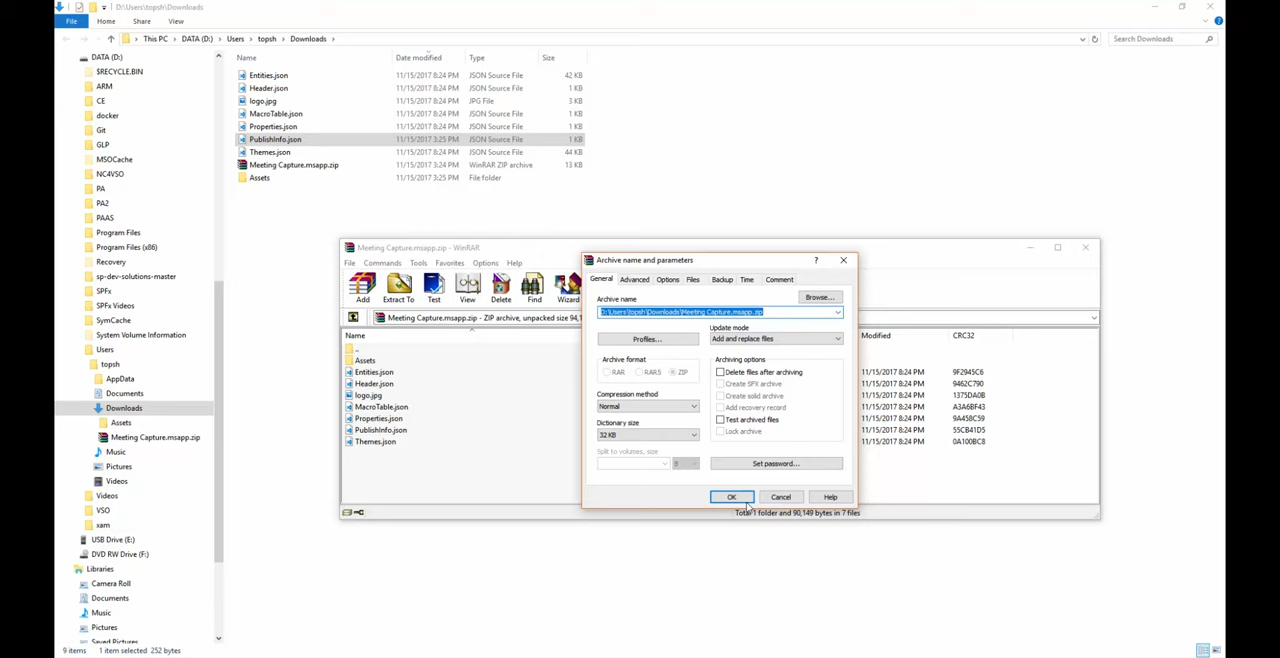 D:\Users\topsh\Downloads
File Home Share View
This PC DATA (D:) Users topsh Downloads
Search Downloads
DATA (D:)
$RECYCLE.BIN
ARM
CE
docker
Git
GLP
MSOCache
NC4VSO
PA
PA2
PAAS
Program Files
Program Files (x86)
Recovery
sp-dev-solutions-master
SPFx
SPFx Videos
SymCache
System Volume Information
Users
topsh
AppData
Documents
Downloads
Assets
Meeting Capture.msapp.zip
Music
Pictures
Videos
Videos
VSO
xam
USB Drive (E:)
DVD RW Drive (F:)
Libraries
Camera Roll
Documents
Music
Pictures
Saved Pictures
Name Date modified Type Size
Entities.json 11/15/2017 8:24 PM JSON Source File 42 KB
Header.json 11/15/2017 8:24 PM JSON Source File 1 KB
logo.jpg 11/15/2017 8:24 PM JPG File 3 KB
MacroTable.json 11/15/2017 8:24 PM JSON Source File 1 KB
Properties.json 11/15/2017 8:24 PM JSON Source File 1 KB
PublishInfo.json 11/15/2017 3:25 PM JSON Source File 1 KB
Themes.json 11/15/2017 8:24 PM JSON Source File 44 KB
Meeting Capture.msapp.zip 11/15/2017 3:24 PM WinRAR ZIP archive 13 KB
Assets 11/15/2017 3:25 PM File folder
Meeting Capture.msapp.zip - WinRAR
File Commands Tools Favorites Options Help
Add Extract To Test View Delete Find Wizard
Meeting Capture.msapp.zip - ZIP archive, unpacked size 94,1
Name
..
Assets
Entities.json
Header.json
logo.jpg
MacroTable.json
Properties.json
PublishInfo.json
Themes.json
Modified CRC32
11/15/2017 8:24 PM 9F2945C6
11/15/2017 8:24 PM 9462C790
11/15/2017 8:24 PM 1375DA0B
11/15/2017 8:24 PM A3A6BF43
11/15/2017 8:24 PM 9A458C59
11/15/2017 8:24 PM 55CB41D5
11/15/2017 8:24 PM 0A100BC8
Total 1 folder and 90,149 bytes in 7 files
Archive name and parameters
General Advanced Options Files Backup Time Comment
Archive name
Browse...
D:\Users\topsh\Downloads\Meeting Capture.msapp.zip
Profiles...
Update mode
Add and replace files
Archive format
RAR RAR5 ZIP
Compression method
Normal
Dictionary size
32 KB
Split to volumes, size
B
Archiving options
Delete files after archiving
Create SFX archive
Create solid archive
Add recovery record
Test archived files
Lock archive
Set password...
OK Cancel Help
9 items 1 item selected 252 bytes